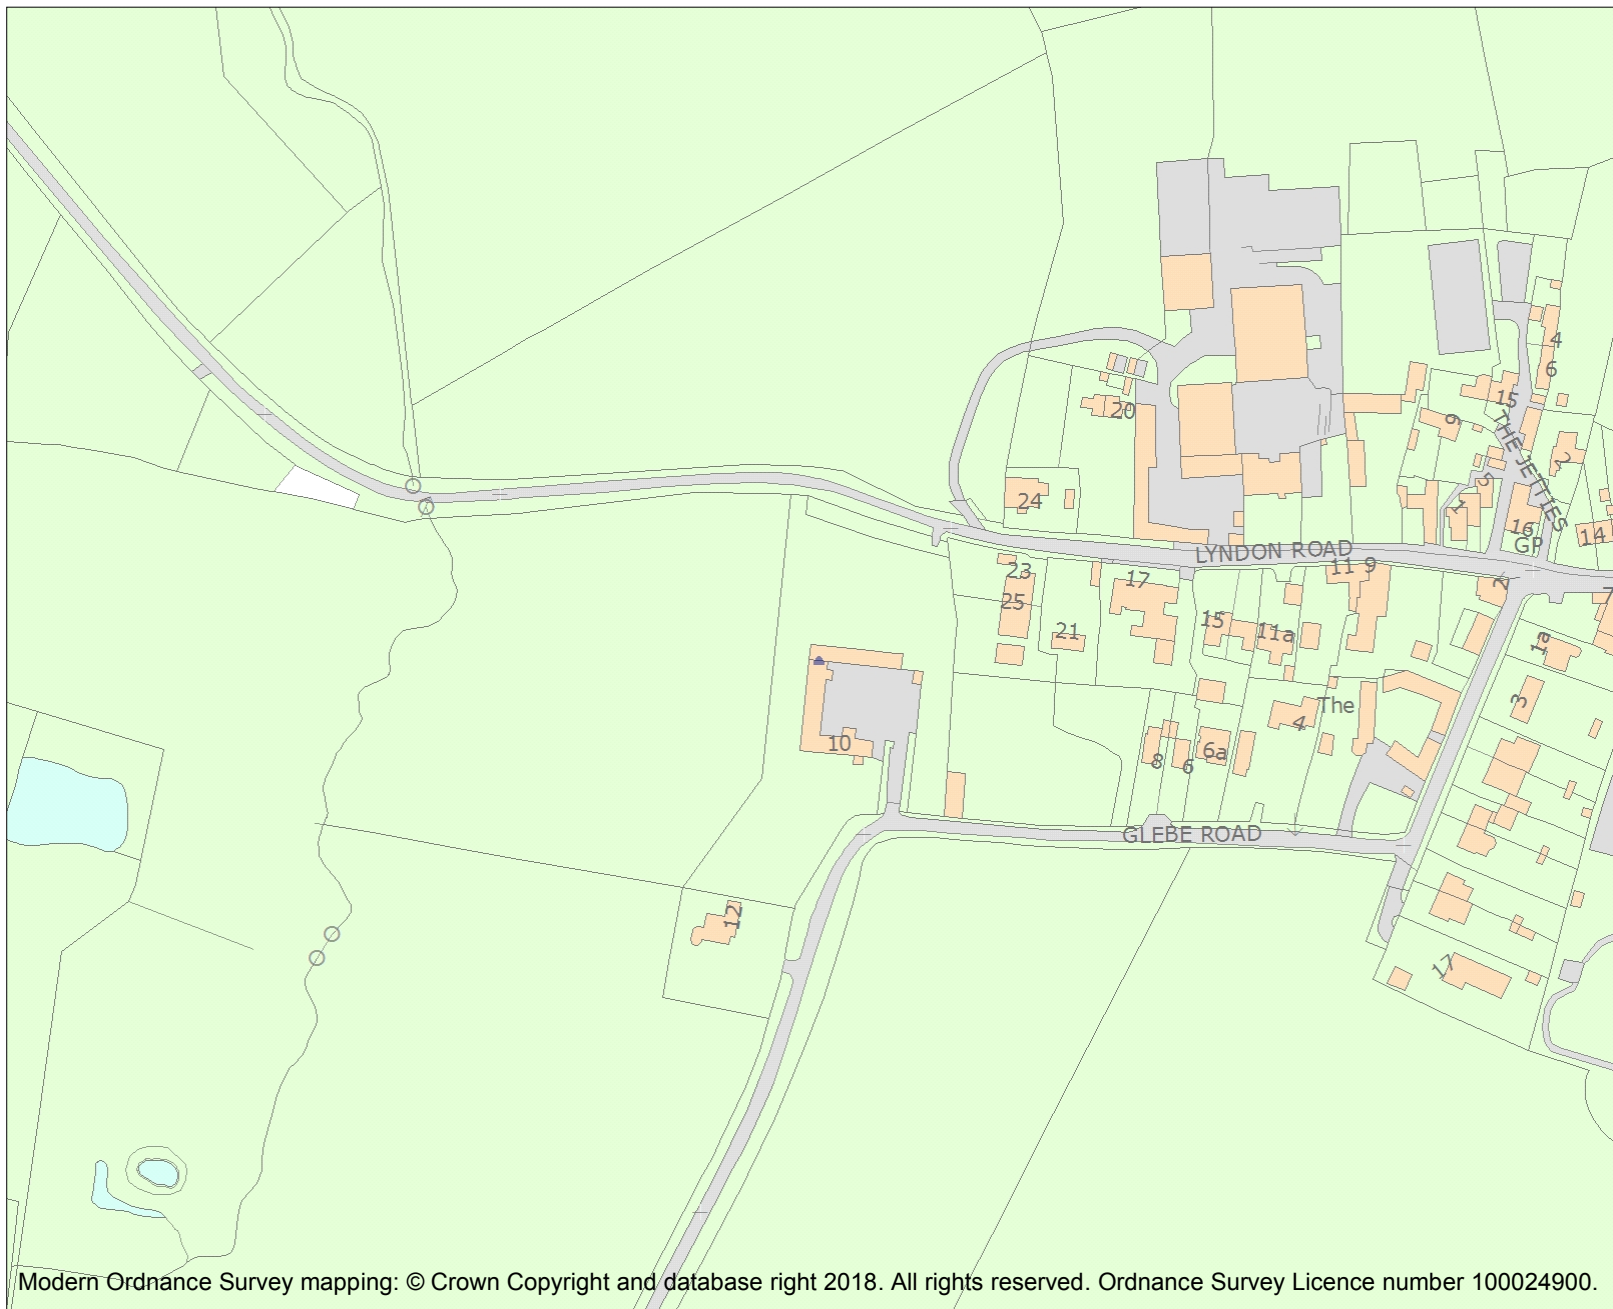 4
6
15
9
THE JETTIES
2
20
5
1
24
16
14
GP
LYNDON ROAD
11 9
23
17
2
7
25
15
11a
21
1a
3
The
4
10
6a
8
6
GLEBE ROAD
12
17
Modern Ordnance Survey mapping: © Crown Copyright and database right 2018. All rights reserved. Ordnance Survey Licence number 100024900.